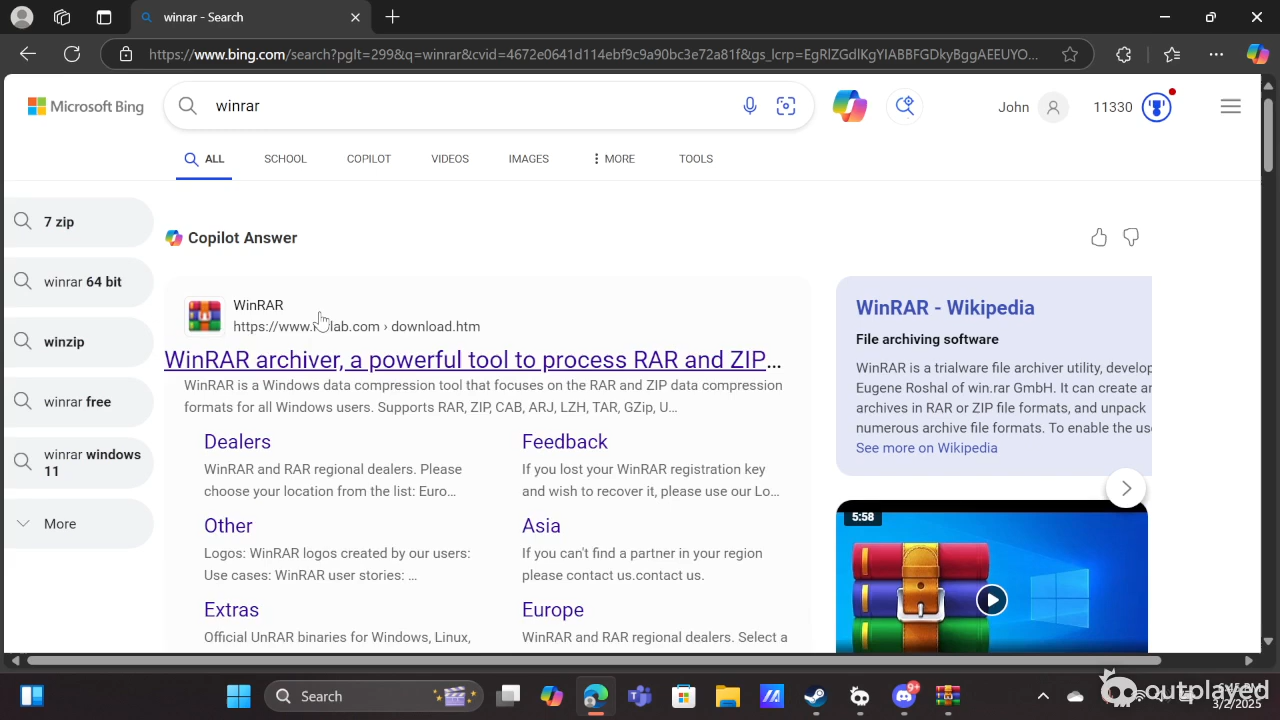 winrar - Search
https://www.bing.com/search?pglt=299&q=winrar&cvid=4672e0641d114ebf9c9a90bc3e72a81f&gs_lcrp=EgRlZGdlKgYIABBFGDkyBggAEEUYO...
Microsoft Bing
winrar
John
11330
ALL
SCHOOL
COPILOT
VIDEOS
IMAGES
MORE
TOOLS
7 zip
winrar 64 bit
winzip
winrar free
winrar windows
11
More
Copilot Answer
WinRAR
https://www. lab.com › download.htm
WinRAR archiver, a powerful tool to process RAR and ZIP...
WinRAR is a Windows data compression tool that focuses on the RAR and ZIP data compression
formats for all Windows users. Supports RAR, ZIP, CAB, ARJ, LZH, TAR, GZip, U...
Dealers
WinRAR and RAR regional dealers. Please
choose your location from the list: Euro...
Feedback
If you lost your WinRAR registration key
and wish to recover it, please use our Lo...
Other
Logos: WinRAR logos created by our users:
Use cases: WinRAR user stories: ...
Asia
If you can't find a partner in your region
please contact us.contact us.
Extras
Official UnRAR binaries for Windows, Linux,
Europe
WinRAR and RAR regional dealers. Select a
WinRAR - Wikipedia
File archiving software
WinRAR is a trialware file archiver utility, develop
Eugene Roshal of win.rar GmbH. It can create an
archives in RAR or ZIP file formats, and unpack
numerous archive file formats. To enable the us
See more on Wikipedia
5:58
Search
9+
outplayed
6:45 PM
3/2/2025